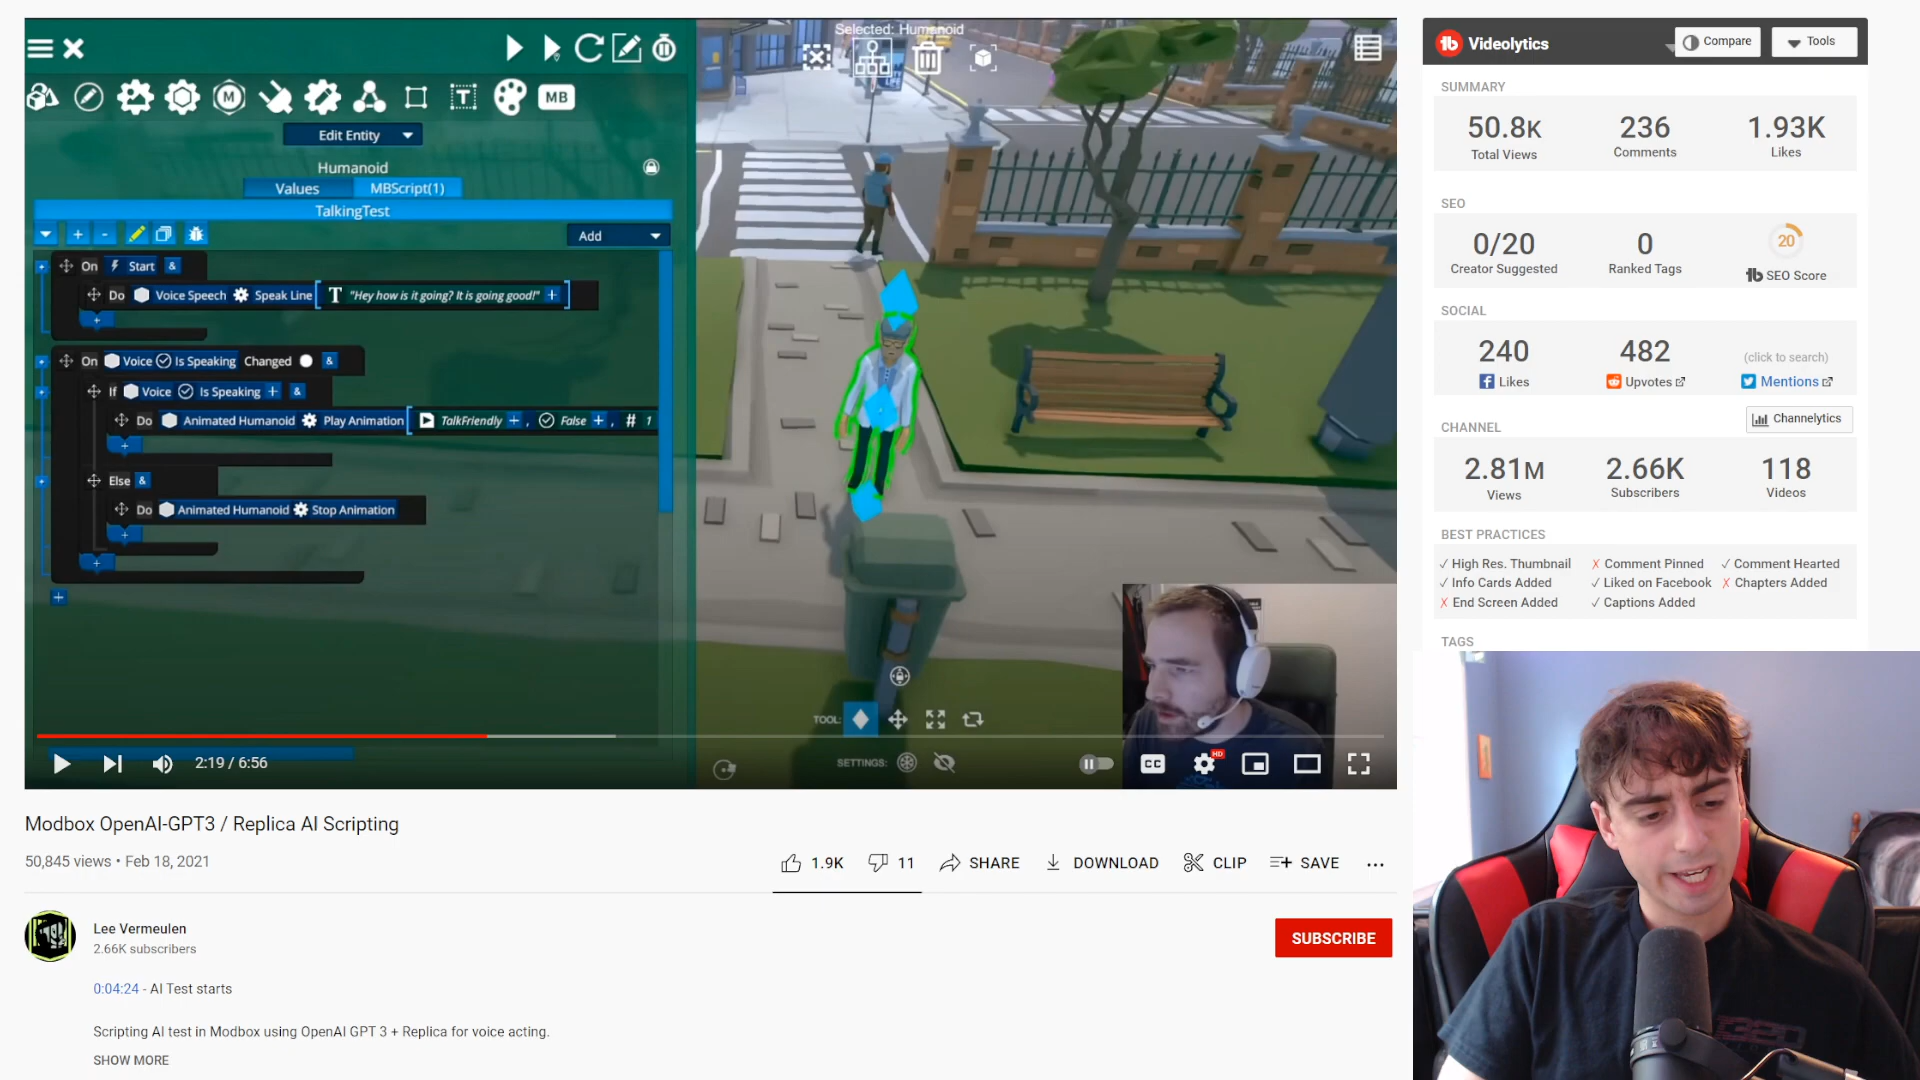 Selected: Humanoid
M
T
MB
Edit Entity
Humanoid
Values
MBScript(1)
TalkingTest
+
-
Add
On Start &
Do Voice Speech Speak Line T "Hey how is it going? It is going good!" +
+
On Voice Is Speaking Changed &
If Voice Is Speaking + &
Do Animated Humanoid Play Animation TalkFriendly + , False + , # 1
+
Else &
Do Animated Humanoid Stop Animation
+
+
+
TOOL:
SETTINGS:
2:19 / 6:56
CC
HD
Modbox OpenAI-GPT3 / Replica AI Scripting
50,845 views • Feb 18, 2021
1.9K
11
SHARE
DOWNLOAD
CLIP
SAVE
...
Lee Vermeulen
2.66K subscribers
SUBSCRIBE
0:04:24 - AI Test starts
Scripting AI test in Modbox using OpenAI GPT 3 + Replica for voice acting.
SHOW MORE
tb Videolytics
Compare
Tools
SUMMARY
50.8K
Total Views
236
Comments
1.93K
Likes
SEO
0/20
Creator Suggested
0
Ranked Tags
20
tb SEO Score
SOCIAL
240
Likes
482
Upvotes
(click to search)
Mentions
CHANNEL
Channelytics
2.81M
Views
2.66K
Subscribers
118
Videos
BEST PRACTICES
✓ High Res. Thumbnail
✗ Comment Pinned
✓ Comment Hearted
✓ Info Cards Added
✓ Liked on Facebook
✗ Chapters Added
✗ End Screen Added
✓ Captions Added
TAGS